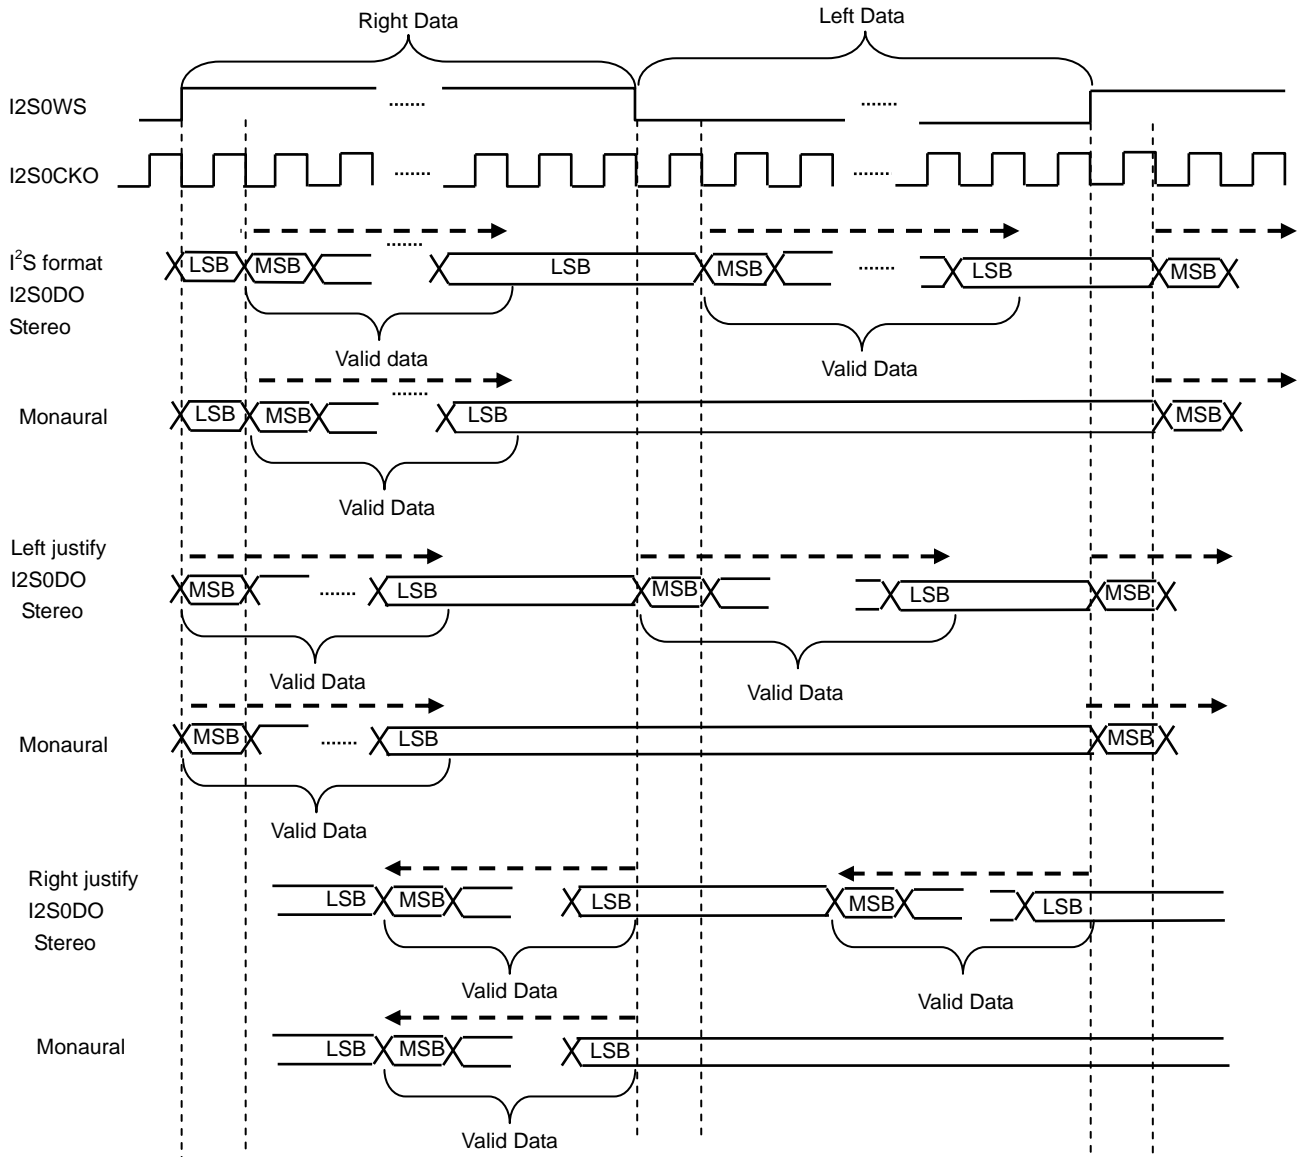 Right Data
Left Data
I2S0WS
........
........
I2S0CKO
........
........
I²S format
I2S0DO
Stereo
LSB
MSB
........
LSB
MSB
........
LSB
MSB
Valid data
Valid Data
Monaural
LSB
MSB
........
LSB
MSB
Valid Data
Left justify
I2S0DO
Stereo
MSB
........
LSB
MSB
LSB
MSB
Valid Data
Valid Data
Monaural
MSB
........
LSB
MSB
Valid Data
Right justify
I2S0DO
Stereo
LSB
MSB
LSB
MSB
LSB
Valid Data
Valid Data
Monaural
LSB
MSB
LSB
Valid Data